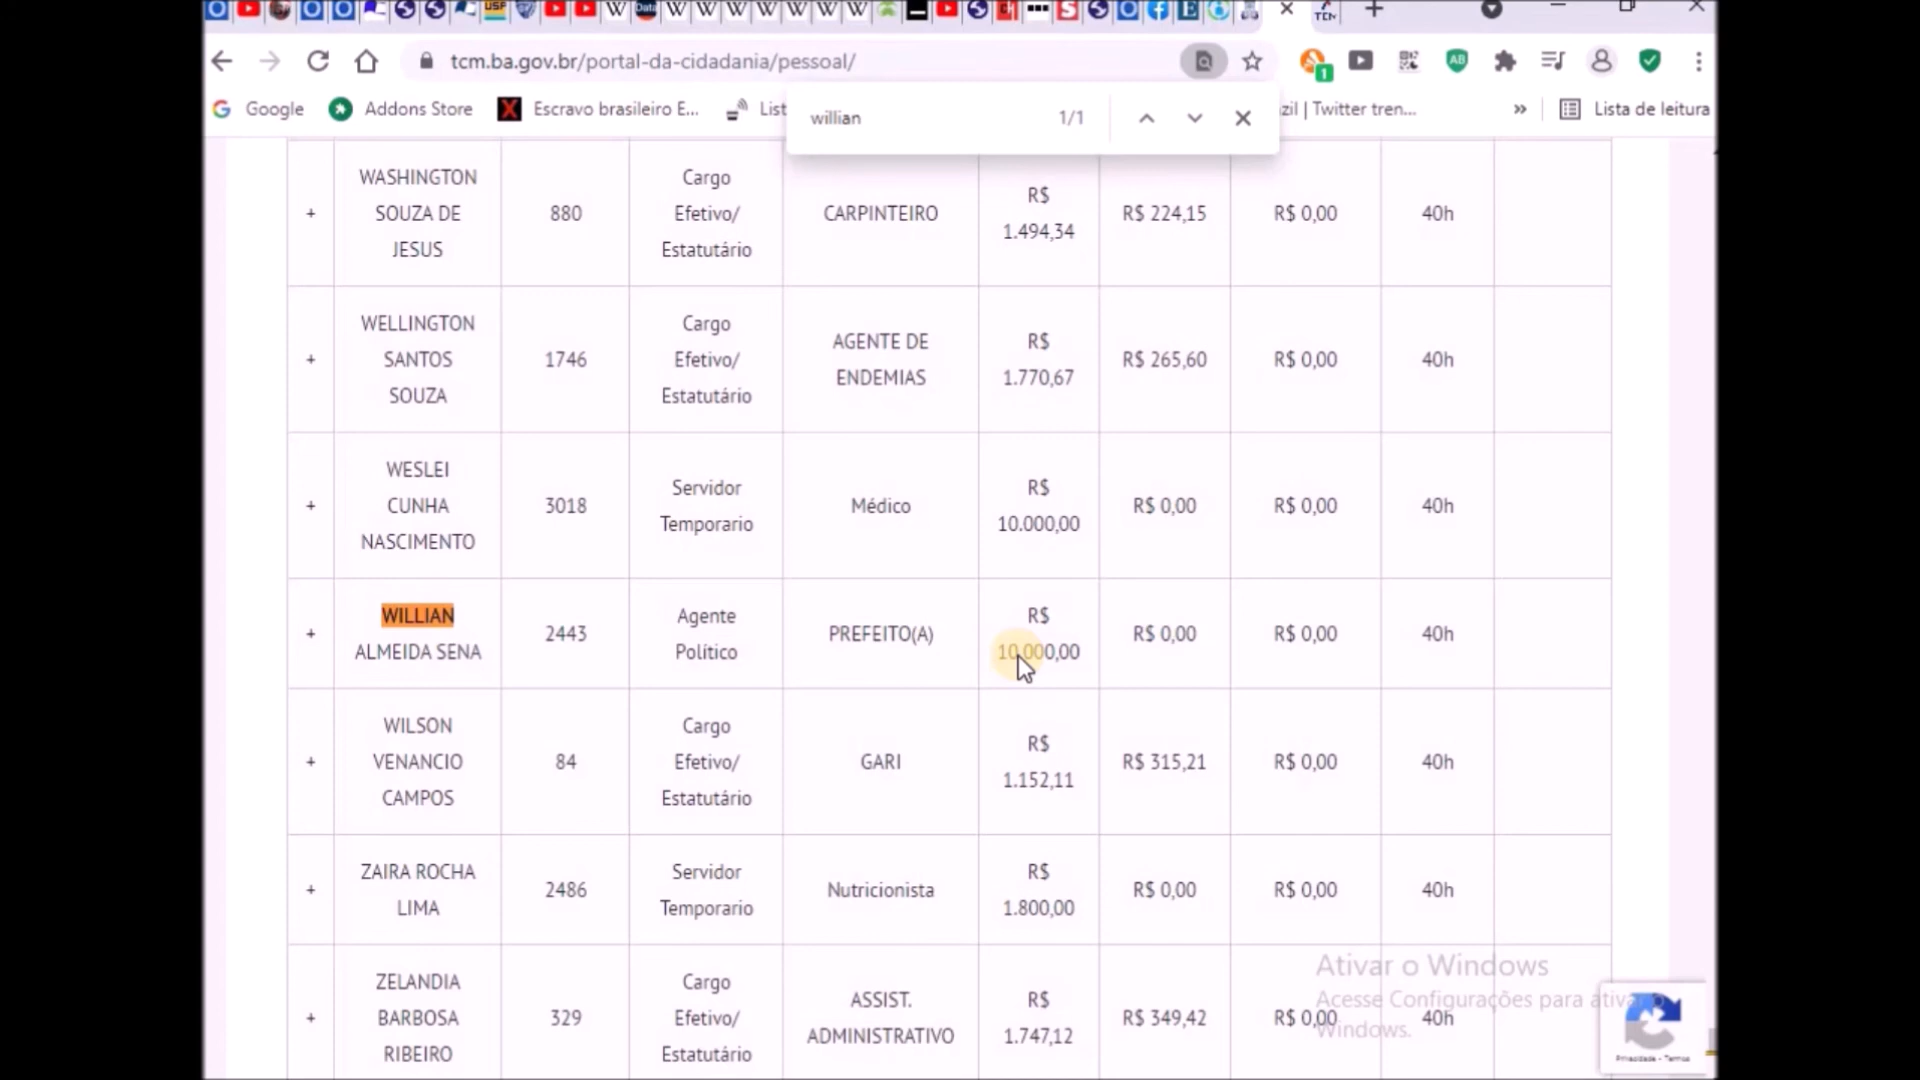 tcm.ba.gov.br/portal-da-cidadania/pessoal/
1
Google
Addons Store
Escravo brasileiro E...
List
zil | Twitter tren...
»
Lista de leitura
willian
1/1
WASHINGTON
SOUZA DE
JESUS
880
Cargo
Efetivo/
Estatutário
CARPINTEIRO
R$
1.494,34
R$ 224,15
R$ 0,00
40h
+
WELLINGTON
SANTOS
SOUZA
1746
Cargo
Efetivo/
Estatutário
AGENTE DE
ENDEMIAS
R$
1.770,67
R$ 265,60
R$ 0,00
40h
+
WESLEI
CUNHA
NASCIMENTO
3018
Servidor
Temporario
Médico
R$
10.000,00
R$ 0,00
R$ 0,00
40h
+
WILLIAN
ALMEIDA SENA
2443
Agente
Político
PREFEITO(A)
R$
10.000,00
R$ 0,00
R$ 0,00
40h
+
WILSON
VENANCIO
CAMPOS
84
Cargo
Efetivo/
Estatutário
GARI
R$
1.152,11
R$ 315,21
R$ 0,00
40h
+
ZAIRA ROCHA
LIMA
2486
Servidor
Temporario
Nutricionista
R$
1.800,00
R$ 0,00
R$ 0,00
40h
+
ZELANDIA
BARBOSA
RIBEIRO
329
Cargo
Efetivo/
Estatutário
ASSIST.
ADMINISTRATIVO
R$
1.747,12
R$ 349,42
R$ 0,00
40h
+
Ativar o Windows
Acesse Configurações para ativar o
Windows.
Privacidade - Termos